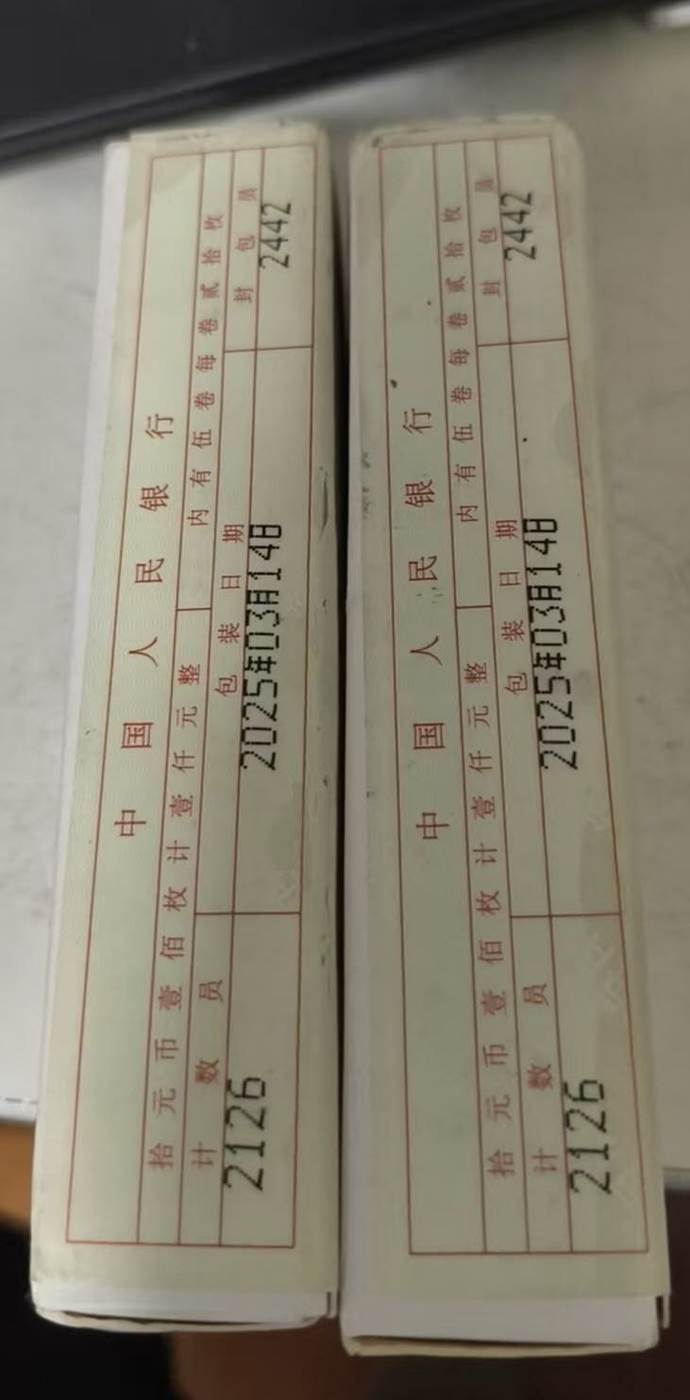 中国人民银行
拾元币壹佰枚计壹仟元整 内有伍卷每卷贰拾枚
计数员 包装日期 封包员
2126 2025年03月14日 2442
中国人民银行
拾元币壹佰枚计壹仟元整 内有伍卷每卷贰拾枚
计数员 包装日期 封包员
2126 2025年03月14日 2442